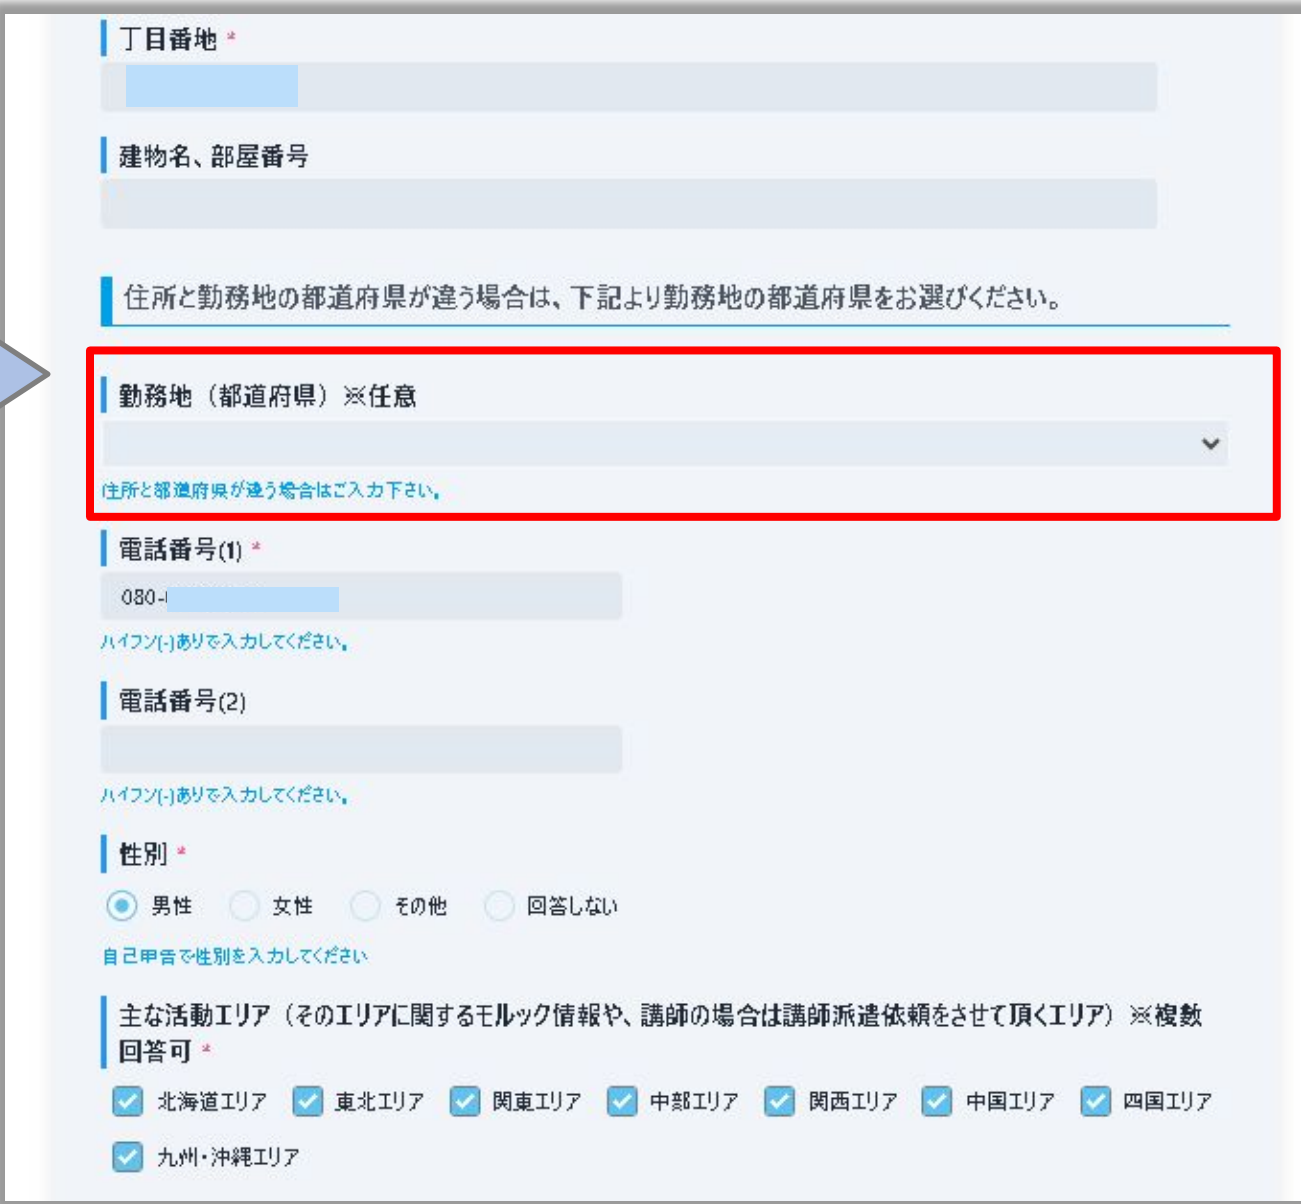 丁目番地 *
建物名、部屋番号
住所と勤務地の都道府県が違う場合は、下記より勤務地の都道府県をお選びください。
勤務地（都道府県）※任意
住所と都道府県が違う場合はご入力下さい。
電話番号(1) *
080-
ハイフン(-)ありで入力してください。
電話番号(2)
ハイフン(-)ありで入力してください。
性別 *
男性 女性 その他 回答しない
自己申告で性別を入力してください
主な活動エリア（そのエリアに関するモルック情報や、講師の場合は講師派遣依頼をさせて頂くエリア）※複数
回答可 *
北海道エリア 東北エリア 関東エリア 中部エリア 関西エリア 中国エリア 四国エリア
九州・沖縄エリア